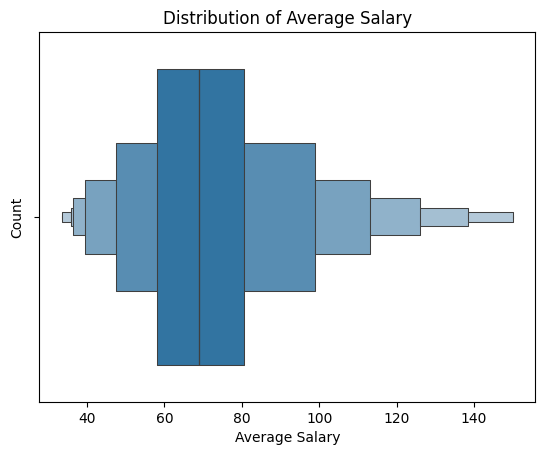 Distribution of Average Salary
Count
40 60 80 100 120 140
Average Salary